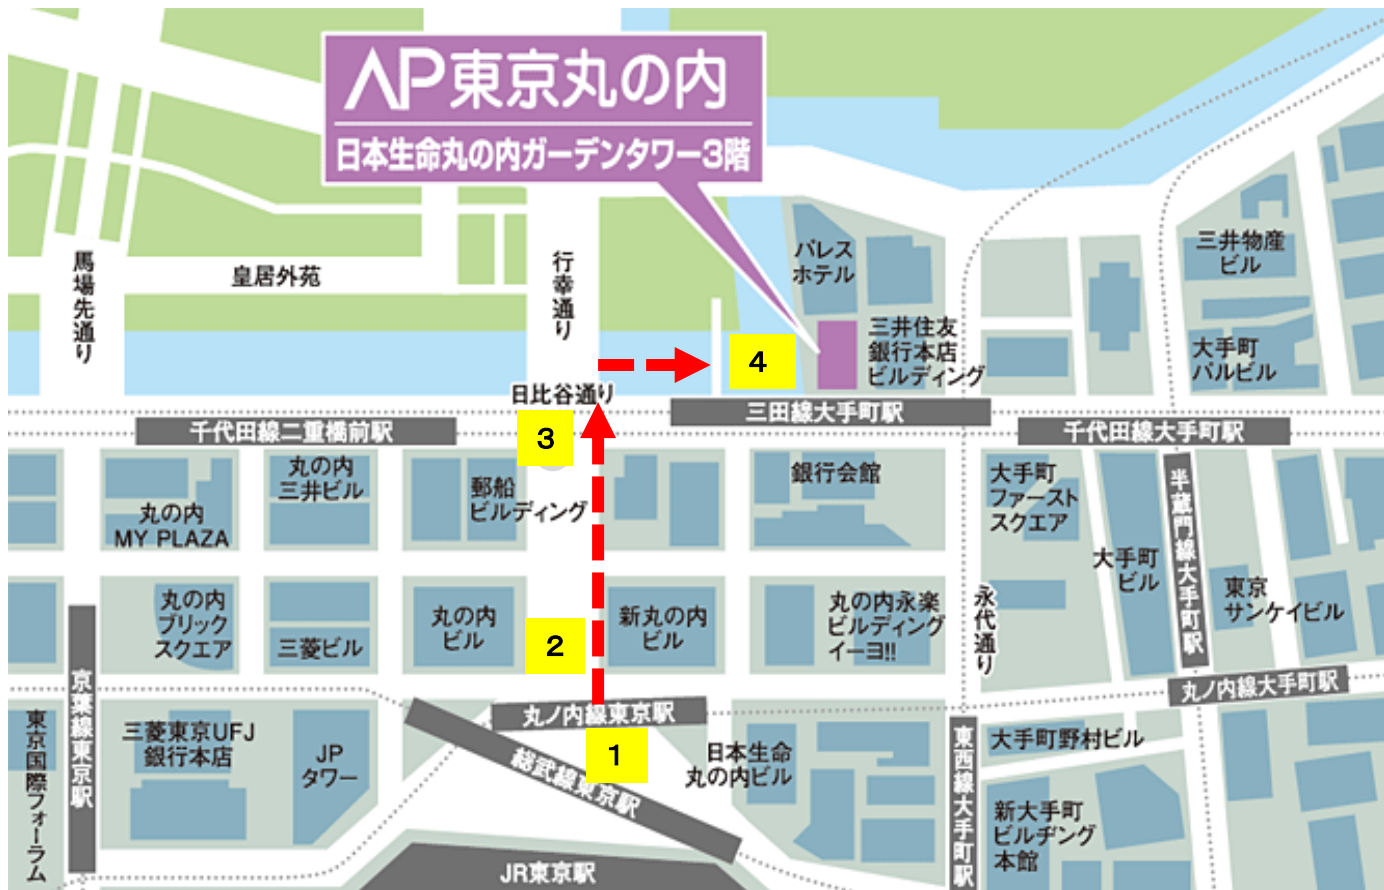 AP東京丸の内
日本生命丸の内ガーデンタワー3階
馬場先通り
皇居外苑
行幸通り
パレス
ホテル
三井住友
銀行本店
ビルディング
三井物産
ビル
大手町
パルビル
4
日比谷通り
三田線大手町駅
千代田線二重橋前駅
3
千代田線大手町駅
丸の内
MY PLAZA
丸の内
三井ビル
郵船
ビルディング
銀行会館
大手町
ファースト
スクエア
大手町
ビル
半蔵門線大手町駅
東京
サンケイビル
丸の内
ブリック
スクエア
三菱ビル
丸の内
ビル
2
新丸の内
ビル
丸の内永楽
ビルディング
イーヨ!!
永代通り
京葉線東京駅
丸ノ内線東京駅
丸ノ内線大手町駅
東京国際フォーラム
三菱東京UFJ
銀行本店
JP
タワー
総武線東京駅
1
日本生命
丸の内ビル
東西線大手町駅
大手町野村ビル
新大手町
ビルヂング
本館
JR東京駅